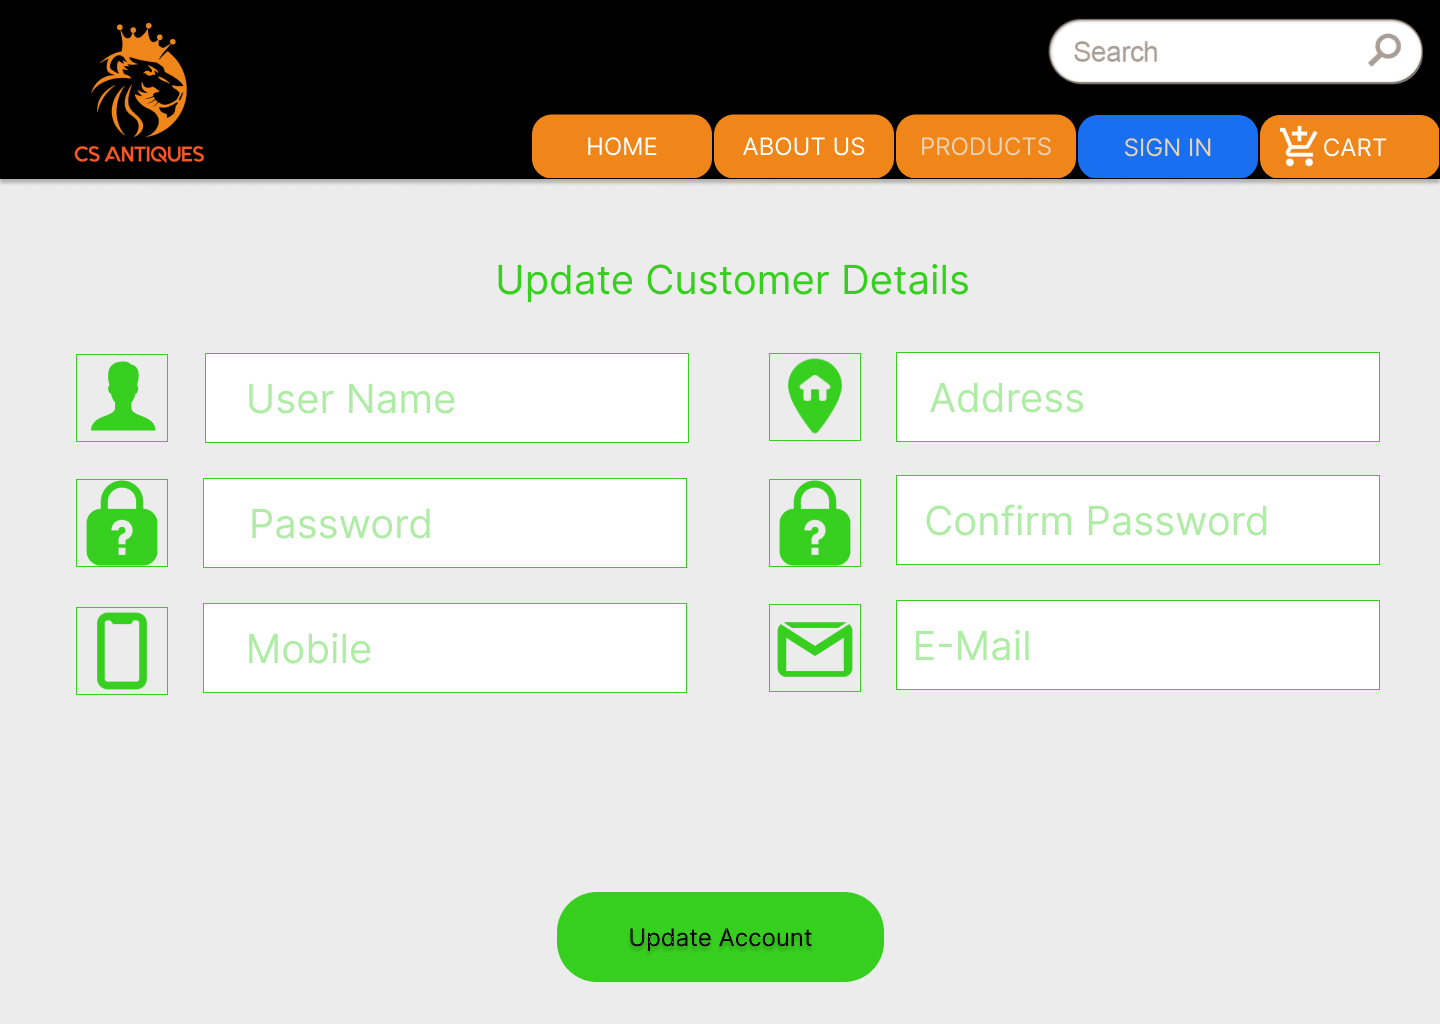 Search
CS ANTIQUES
HOME
ABOUT US
PRODUCTS
SIGN IN
CART
Update Customer Details
User Name
Address
Password
Confirm Password
Mobile
E-Mail
Update Account